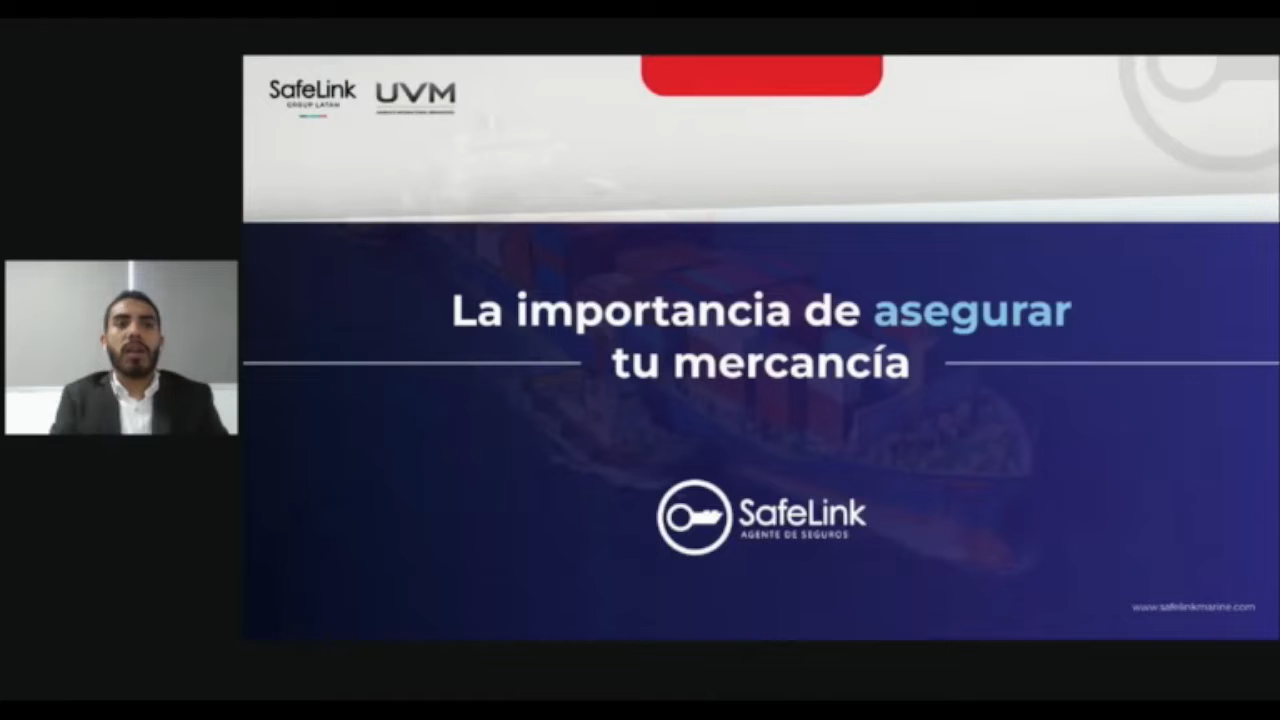 SafeLink
GROUP LATAM
UVM
La importancia de asegurar
tu mercancía
SafeLink
AGENTE DE SEGUROS
www.safelinkmarine.com